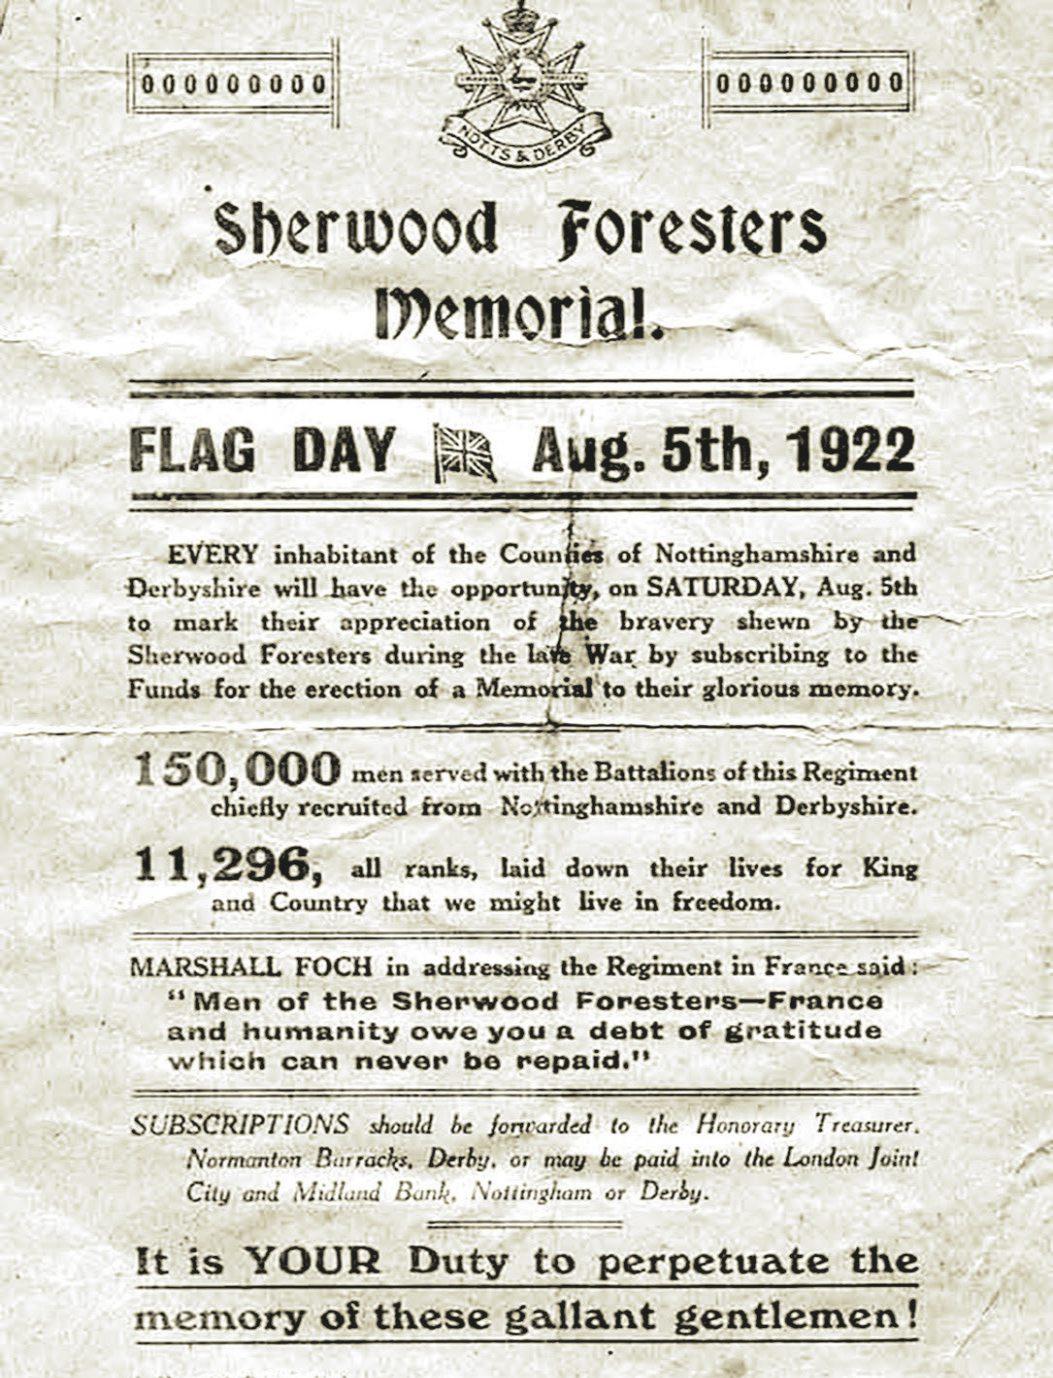 000000000
000000000
NOTTS & DERBY
Sherwood Foresters
Memorial.
FLAG DAY Aug. 5th, 1922
EVERY inhabitant of the Counties of Nottinghamshire and
Derbyshire will have the opportunity, on SATURDAY, Aug. 5th
to mark their appreciation of the bravery shewn by the
Sherwood Foresters during the late War by subscribing to the
Funds for the erection of a Memorial to their glorious memory.
150,000 men served with the Battalions of this Regiment
chiefly recruited from Nottinghamshire and Derbyshire.
11,296, all ranks, laid down their lives for King
and Country that we might live in freedom.
MARSHALL FOCH in addressing the Regiment in France said:
"Men of the Sherwood Foresters—France
and humanity owe you a debt of gratitude
which can never be repaid."
SUBSCRIPTIONS should be forwarded to the Honorary Treasurer,
Normanton Barracks, Derby, or may be paid into the London Joint
City and Midland Bank, Nottingham or Derby.
It is YOUR Duty to perpetuate the
memory of these gallant gentlemen!